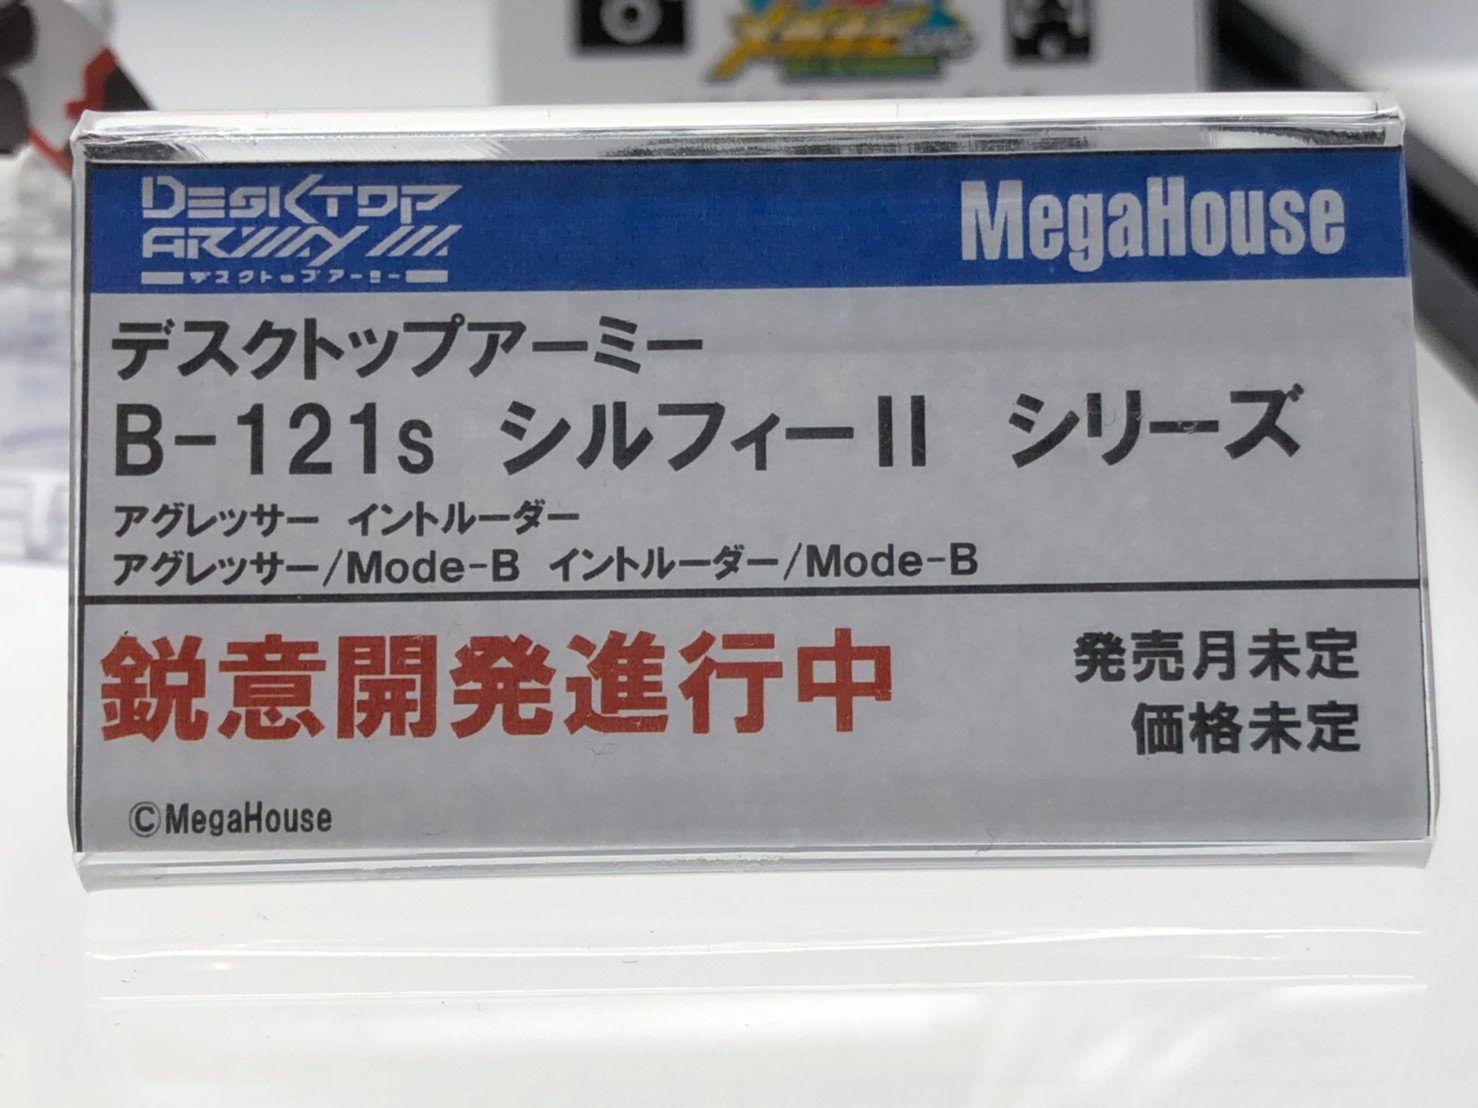 DESKTOP
ARMY
デスクトップアーミー
MegaHouse
デスクトップアーミー
B-121s シルフィーII シリーズ
アグレッサー イントルーダー
アグレッサー/Mode-B イントルーダー/Mode-B
鋭意開発進行中
発売月未定
価格未定
©MegaHouse